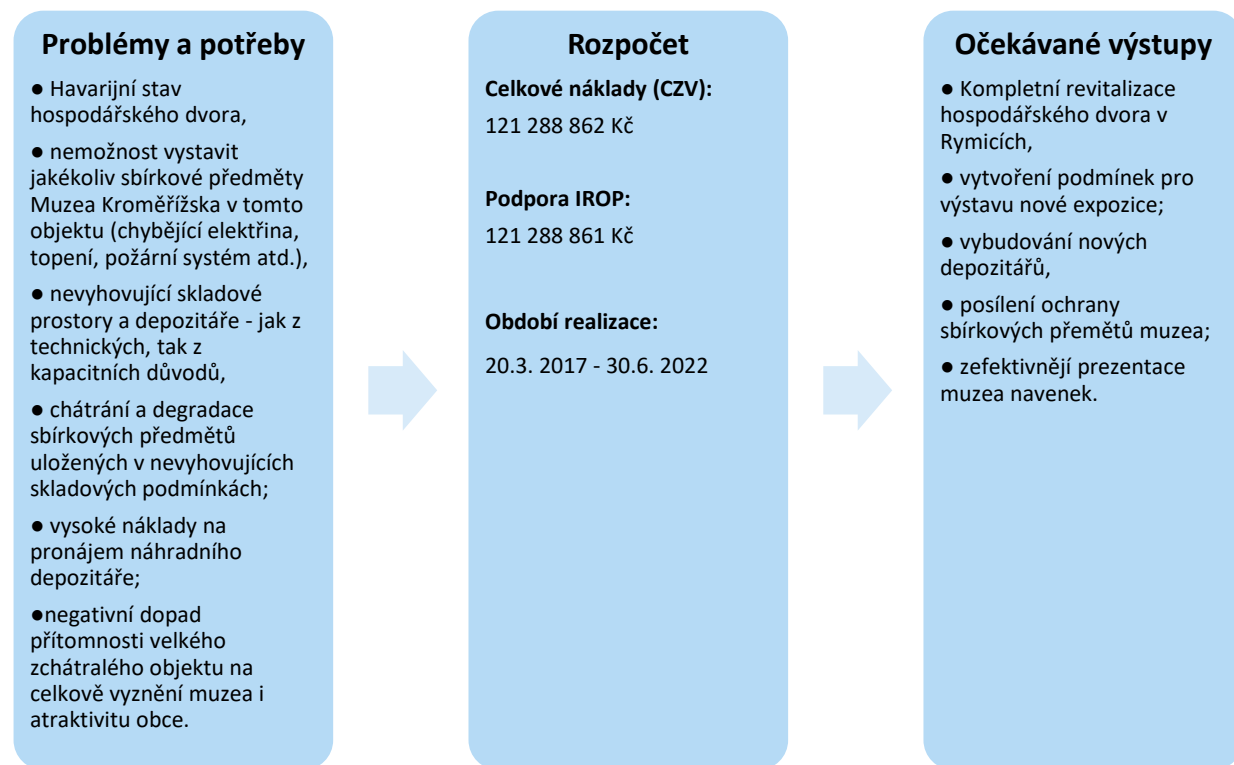 Problémy a potřeby
● Havarijní stav
hospodářského dvora,
● nemožnost vystavit
jakékoliv sbírkové předměty
Muzea Kroměřížska v tomto
objektu (chybějící elektřina,
topení, požární systém atd.),
● nevyhovující skladové
prostory a depozitáře - jak z
technických, tak z
kapacitních důvodů,
● chátrání a degradace
sbírkových předmětů
uložených v nevyhovujících
skladových podmínkách;
● vysoké náklady na
pronájem náhradního
depozitáře;
●negativní dopad
přítomnosti velkého
zchátralého objektu na
celkově vyznění muzea i
atraktivitu obce.
Rozpočet
Celkové náklady (CZV):
121 288 862 Kč
Podpora IROP:
121 288 861 Kč
Období realizace:
20.3. 2017 - 30.6. 2022
Očekávané výstupy
● Kompletní revitalizace
hospodářského dvora v
Rymicích,
● vytvoření podmínek pro
výstavu nové expozice;
● vybudování nových
depozitářů,
● posílení ochrany
sbírkových přemětů muzea;
● zefektivnějí prezentace
muzea navenek.